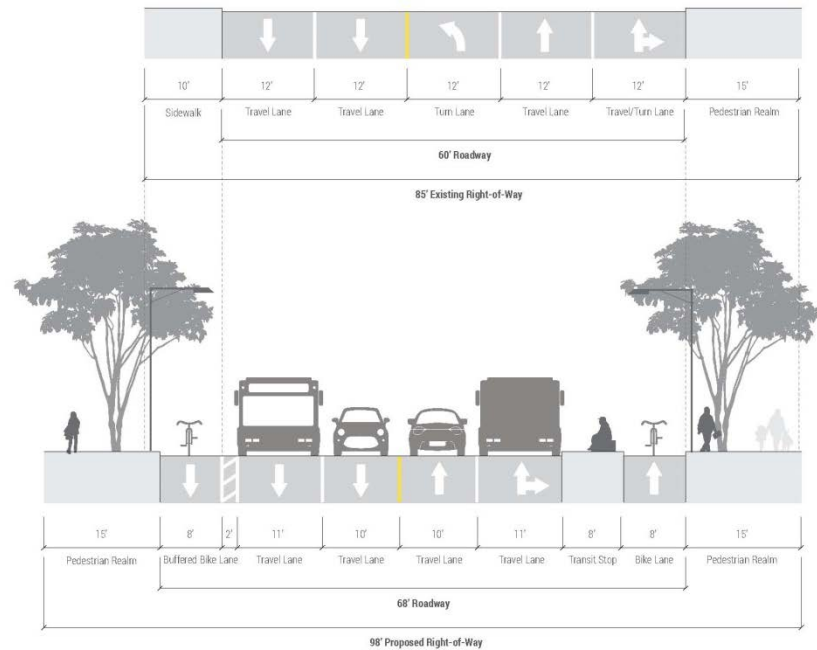 10' 12' 12' 12' 12' 12' 15'
Sidewalk Travel Lane Travel Lane Turn Lane Travel Lane Travel/Turn Lane Pedestrian Realm
60' Roadway
85' Existing Right-of-Way
15' 8' 2' 11' 10' 10' 11' 8' 8' 15'
Pedestrian Realm Buffered Bike Lane Travel Lane Travel Lane Travel Lane Travel Lane Transit Stop Bike Lane Pedestrian Realm
68' Roadway
98' Proposed Right-of-Way